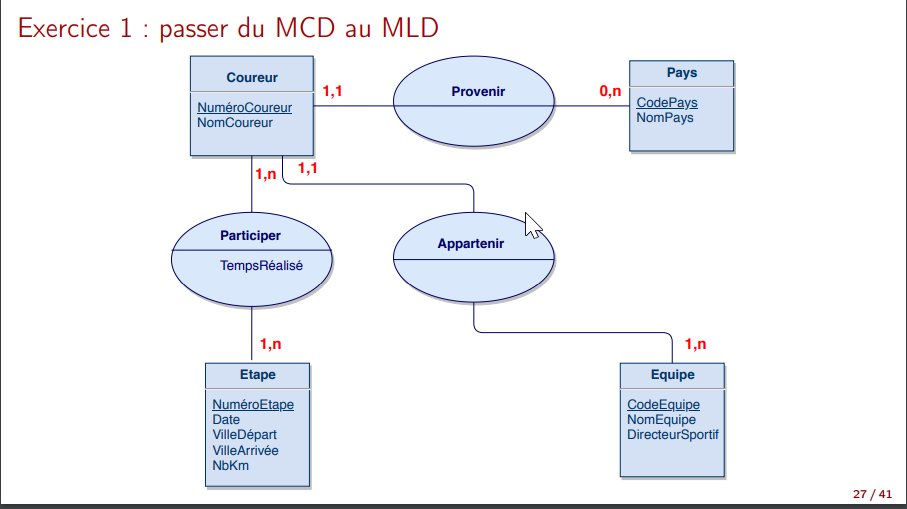 Exercice 1 : passer du MCD au MLD
Coureur
NuméroCoureur
NomCoureur
1,1
Provenir
0,n
Pays
CodePays
NomPays
1,n
1,1
Participer
TempsRéalisé
Appartenir
1,n
1,n
Etape
NuméroEtape
Date
VilleDépart
VilleArrivée
NbKm
Equipe
CodeEquipe
NomEquipe
DirecteurSportif
27 / 41